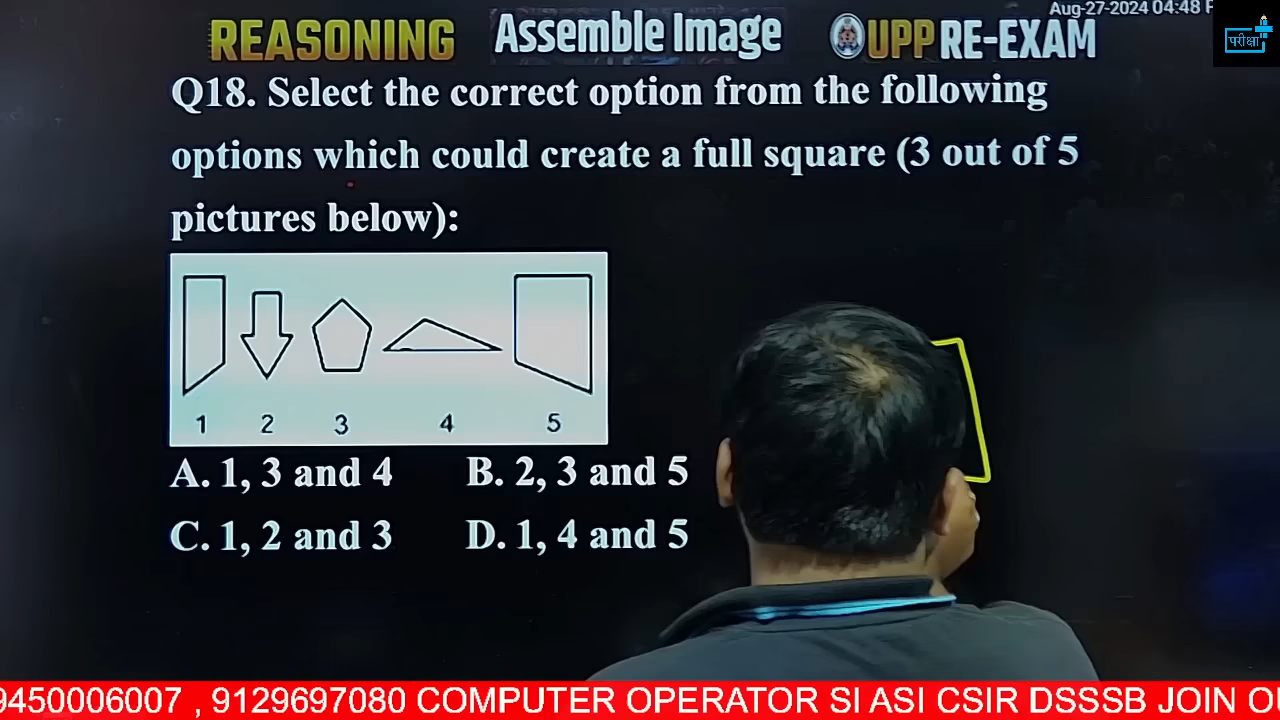 Aug-27-2024 04:48
REASONING Assemble Image UPP RE-EXAM
परीक्षा
Q18. Select the correct option from the following
options which could create a full square (3 out of 5
pictures below):
1 2 3 4 5
A. 1, 3 and 4 B. 2, 3 and 5
C. 1, 2 and 3 D. 1, 4 and 5
9450006007 , 9129697080 COMPUTER OPERATOR SI ASI CSIR DSSSB JOIN